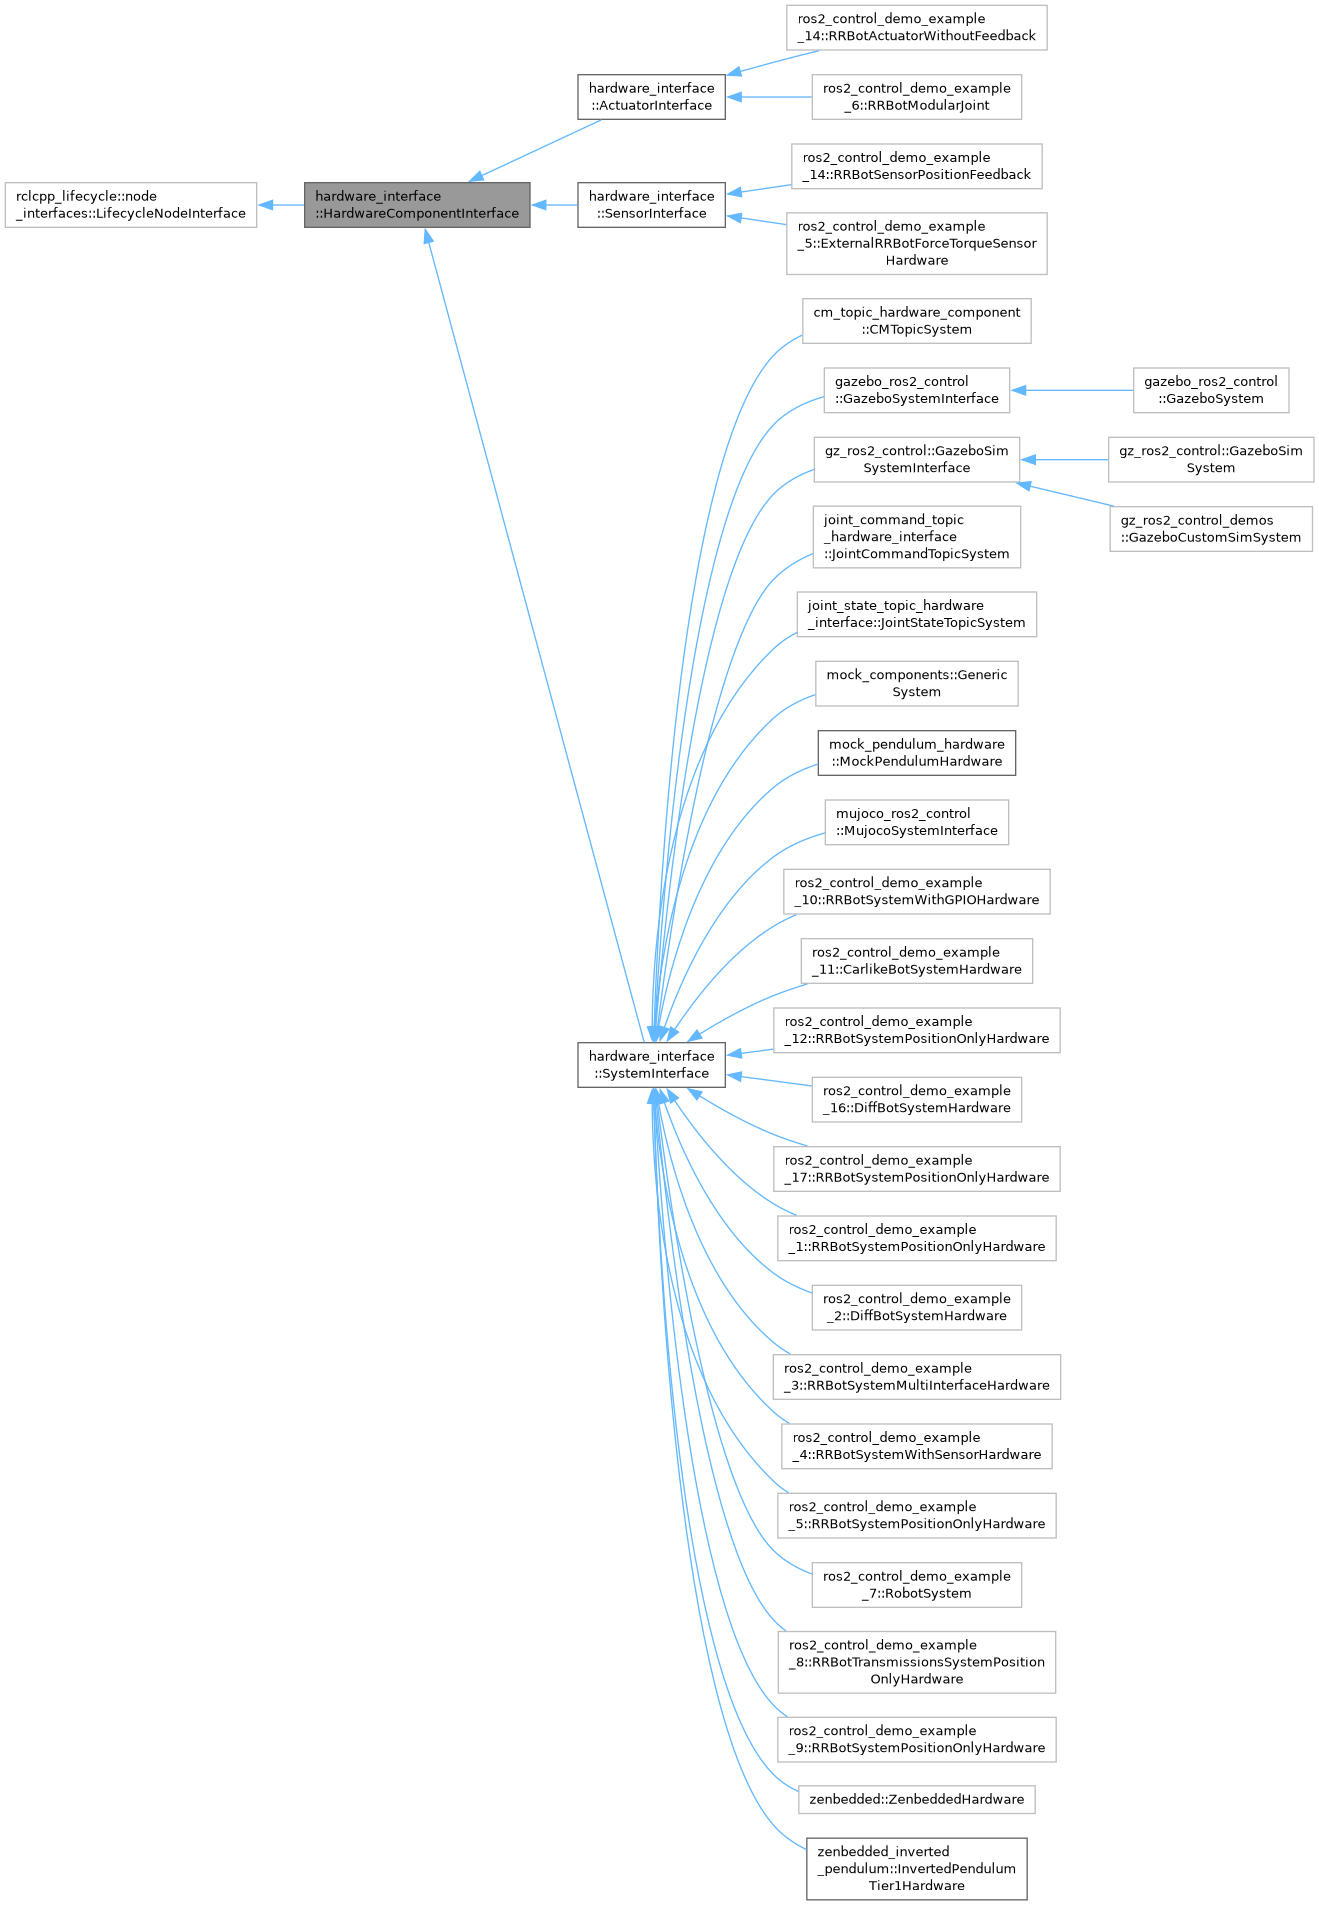 rclcpp_lifecycle::node
_interfaces::LifecycleNodeInterface
hardware_interface
::HardwareComponentInterface
hardware_interface
::ActuatorInterface
hardware_interface
::SensorInterface
hardware_interface
::SystemInterface
ros2_control_demo_example
_14::RRBotActuatorWithoutFeedback
ros2_control_demo_example
_6::RRBotModularJoint
ros2_control_demo_example
_14::RRBotSensorPositionFeedback
ros2_control_demo_example
_5::ExternalRRBotForceTorqueSensor
Hardware
cm_topic_hardware_component
::CMTopicSystem
gazebo_ros2_control
::GazeboSystemInterface
gazebo_ros2_control
::GazeboSystem
gz_ros2_control::GazeboSim
SystemInterface
gz_ros2_control::GazeboSim
System
gz_ros2_control_demos
::GazeboCustomSimSystem
joint_command_topic
_hardware_interface
::JointCommandTopicSystem
joint_state_topic_hardware
_interface::JointStateTopicSystem
mock_components::Generic
System
mock_pendulum_hardware
::MockPendulumHardware
mujoco_ros2_control
::MujocoSystemInterface
ros2_control_demo_example
_10::RRBotSystemWithGPIOHardware
ros2_control_demo_example
_11::CarlikeBotSystemHardware
ros2_control_demo_example
_12::RRBotSystemPositionOnlyHardware
ros2_control_demo_example
_16::DiffBotSystemHardware
ros2_control_demo_example
_17::RRBotSystemPositionOnlyHardware
ros2_control_demo_example
_1::RRBotSystemPositionOnlyHardware
ros2_control_demo_example
_2::DiffBotSystemHardware
ros2_control_demo_example
_3::RRBotSystemMultiInterfaceHardware
ros2_control_demo_example
_4::RRBotSystemWithSensorHardware
ros2_control_demo_example
_5::RRBotSystemPositionOnlyHardware
ros2_control_demo_example
_7::RobotSystem
ros2_control_demo_example
_8::RRBotTransmissionsSystemPosition
OnlyHardware
ros2_control_demo_example
_9::RRBotSystemPositionOnlyHardware
zenbedded::ZenbeddedHardware
zenbedded_inverted
_pendulum::InvertedPendulum
Tier1Hardware